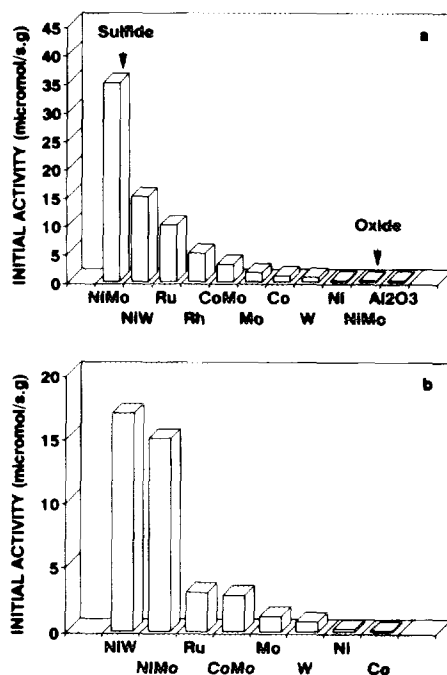 INITIAL ACTIVITY (micromol/s.g)
45
40
35
30
25
20
15
10
5
0
Sulfide
a
Oxide
NiMo Ru CoMo Co Ni Al2O3
NiW Rh Mo W NiMo
INITIAL ACTIVITY (micromol/s.g)
20
15
10
5
0
b
NiW Ru Mo Ni
NiMo CoMo W Co